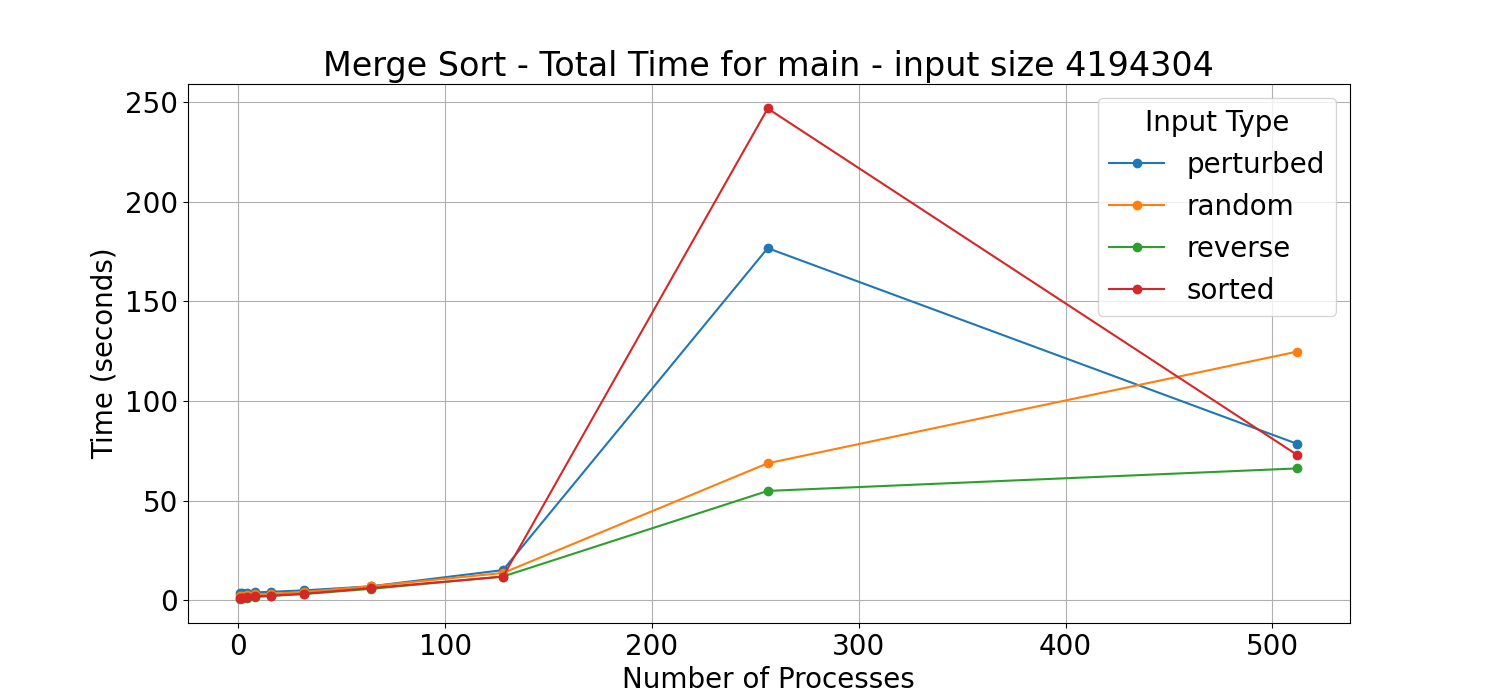 Merge Sort - Total Time for main - input size 4194304
250
200
150
100
50
0
Time (seconds)
Input Type
perturbed
random
reverse
sorted
0 100 200 300 400 500
Number of Processes